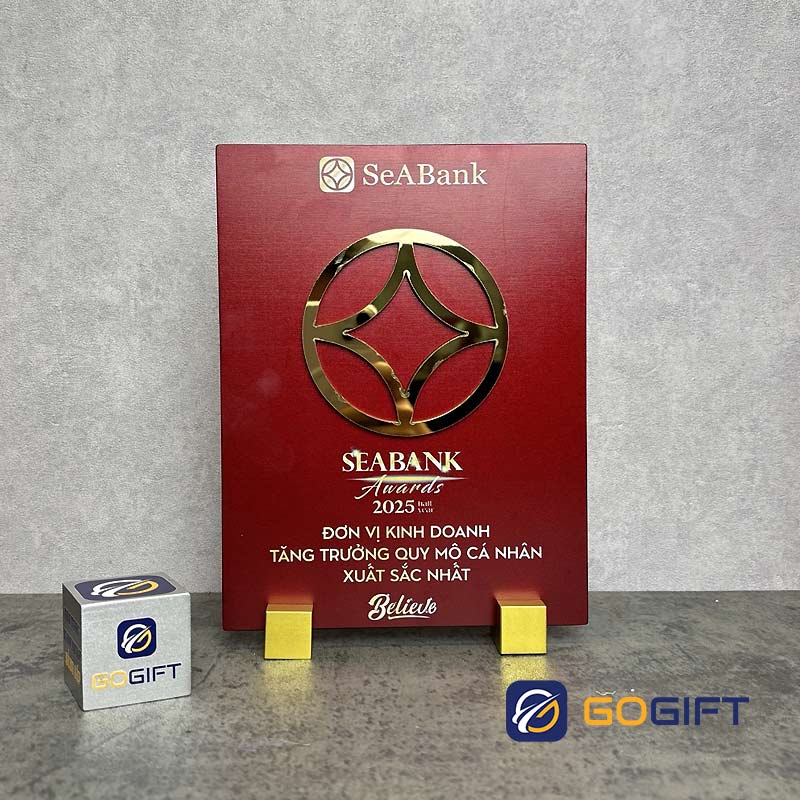 SeABank
SEABANK
Awards
2025 half year
ĐƠN VỊ KINH DOANH
TĂNG TRƯỞNG QUY MÔ CÁ NHÂN
XUẤT SẮC NHẤT
Believe
GOGIFT
GOGIFT